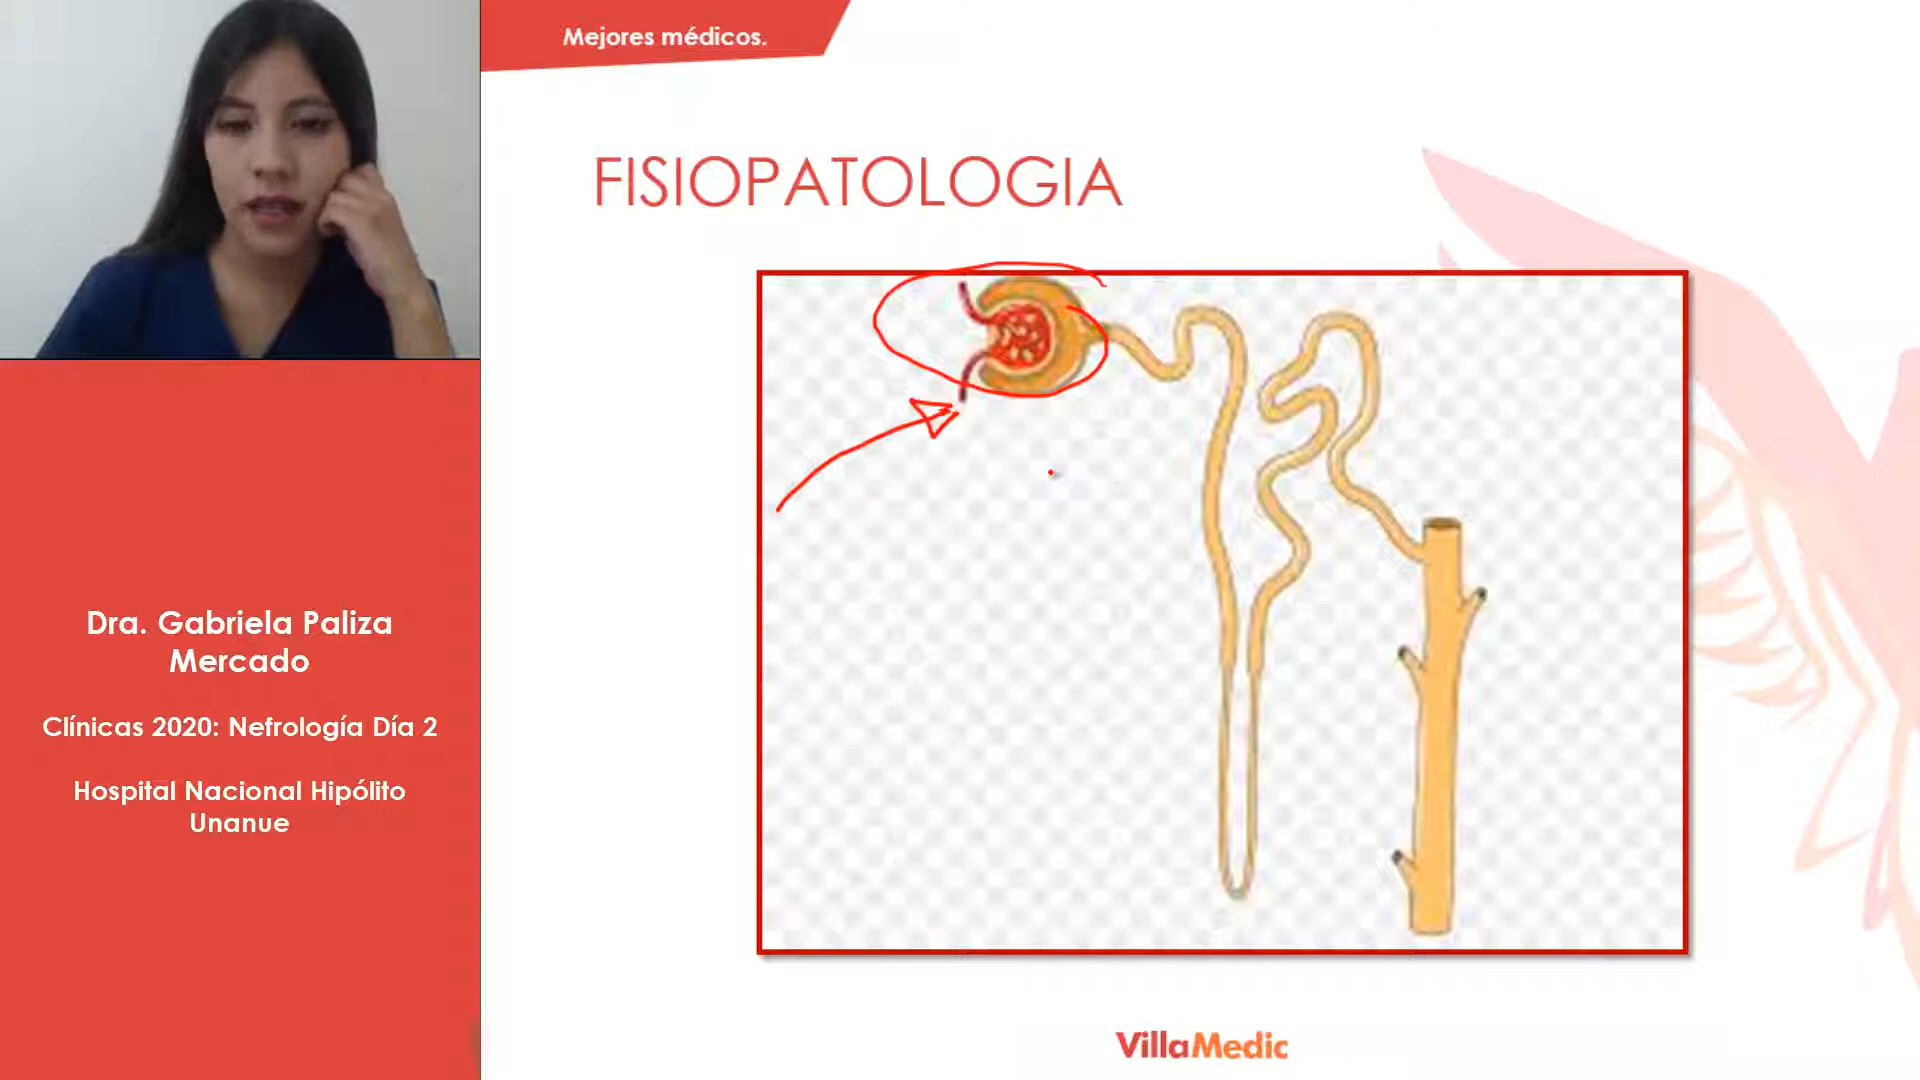 Mejores médicos.
FISIOPATOLOGIA
Dra. Gabriela Paliza
Mercado
Clínicas 2020: Nefrología Día 2
Hospital Nacional Hipólito
Unanue
VillaMedic